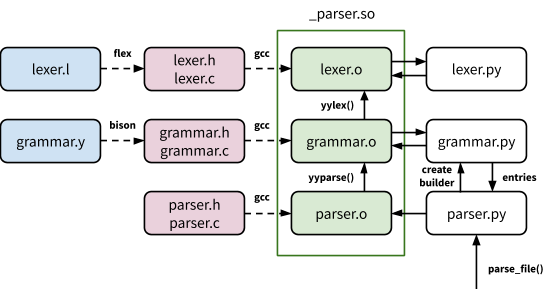 _parser.so
flex
gcc
lexer.l
lexer.h
lexer.c
lexer.o
lexer.py
yylex()
bison
gcc
grammar.y
grammar.h
grammar.c
grammar.o
grammar.py
yyparse()
create
builder
entries
gcc
parser.h
parser.c
parser.o
parser.py
parse_file()